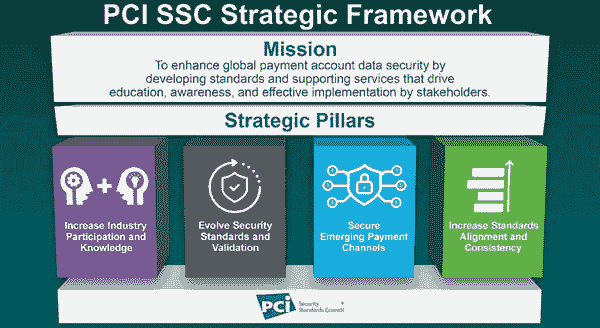 PCI SSC Strategic Framework
Mission
To enhance global payment account data security by
developing standards and supporting services that drive
education, awareness, and effective implementation by stakeholders.
Strategic Pillars
Increase Industry
Participation and
Knowledge
Evolve Security
Standards and
Validation
Secure
Emerging Payment
Channels
Increase Standards
Alignment and
Consistency
PCI
Security
Standards Council